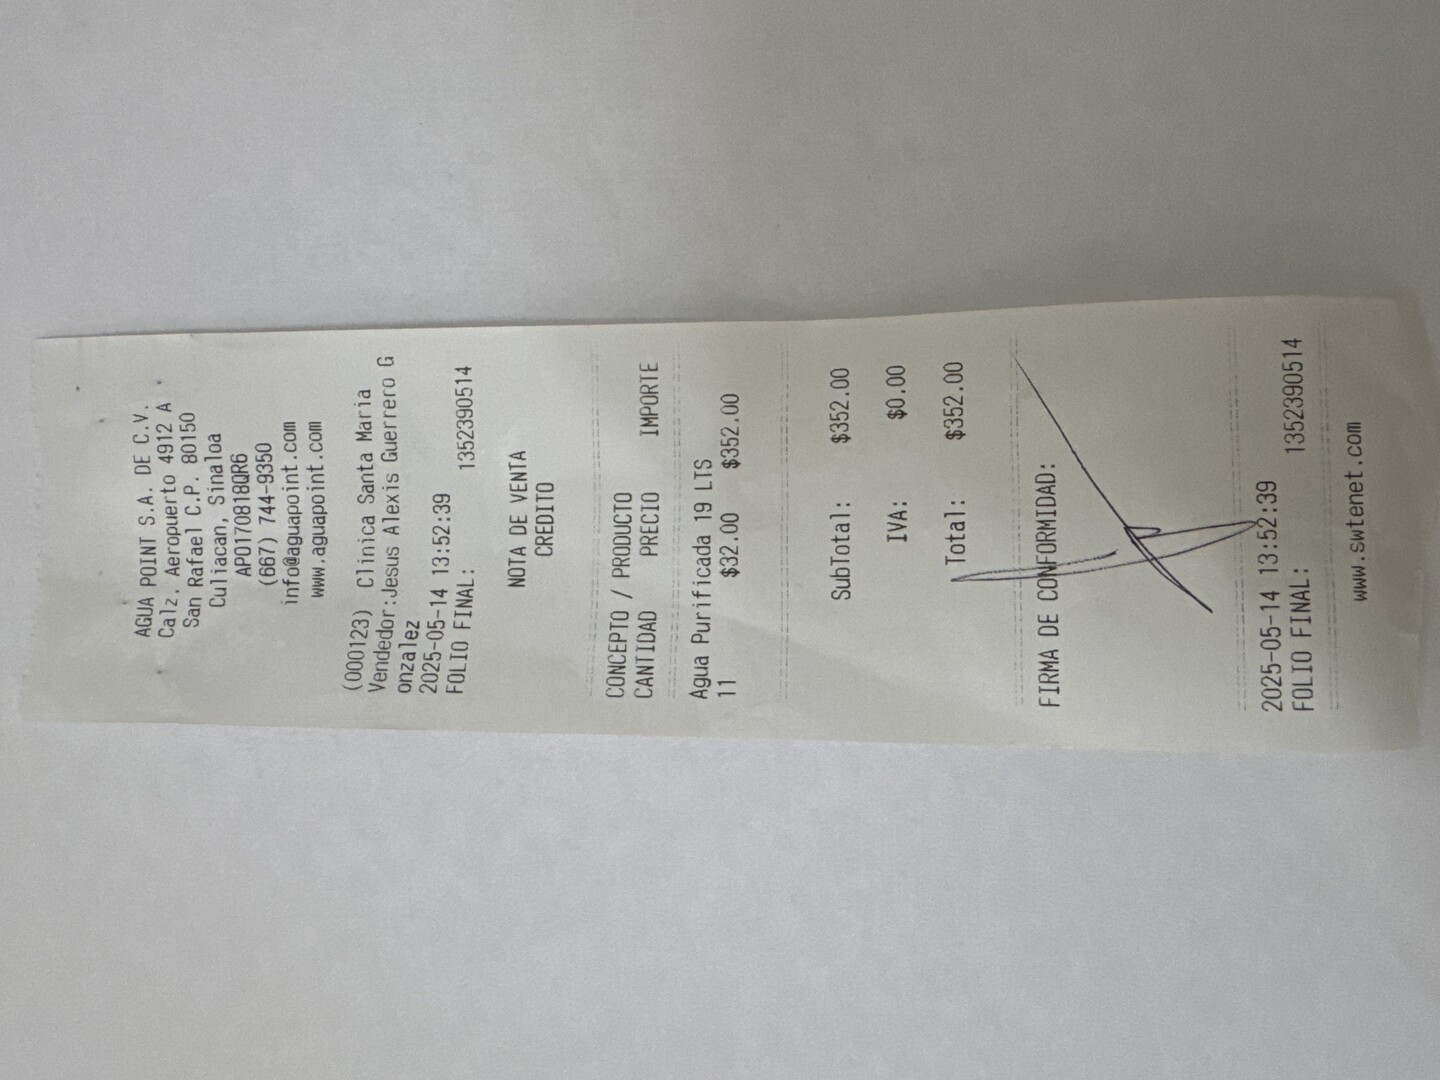 AGUA POINT S.A. DE C.V.
Calz. Aeropuerto 4912 A
San Rafael C.P. 80150
Culiacan, Sinaloa
APO170818QR6
(667) 744-9350
info@aguapoint.com
www.aguapoint.com
(000123) Clinica Santa Maria
Vendedor:Jesus Alexis Guerrero G
onzalez
2025-05-14 13:52:39
FOLIO FINAL: 1352390514
NOTA DE VENTA
CREDITO
CONCEPTO / PRODUCTO
CANTIDAD PRECIO IMPORTE
Agua Purificada 19 LTS
11 $32.00 $352.00
SubTotal: $352.00
IVA: $0.00
Total: $352.00
FIRMA DE CONFORMIDAD:
2025-05-14 13:52:39
FOLIO FINAL: 1352390514
www.swtenet.com